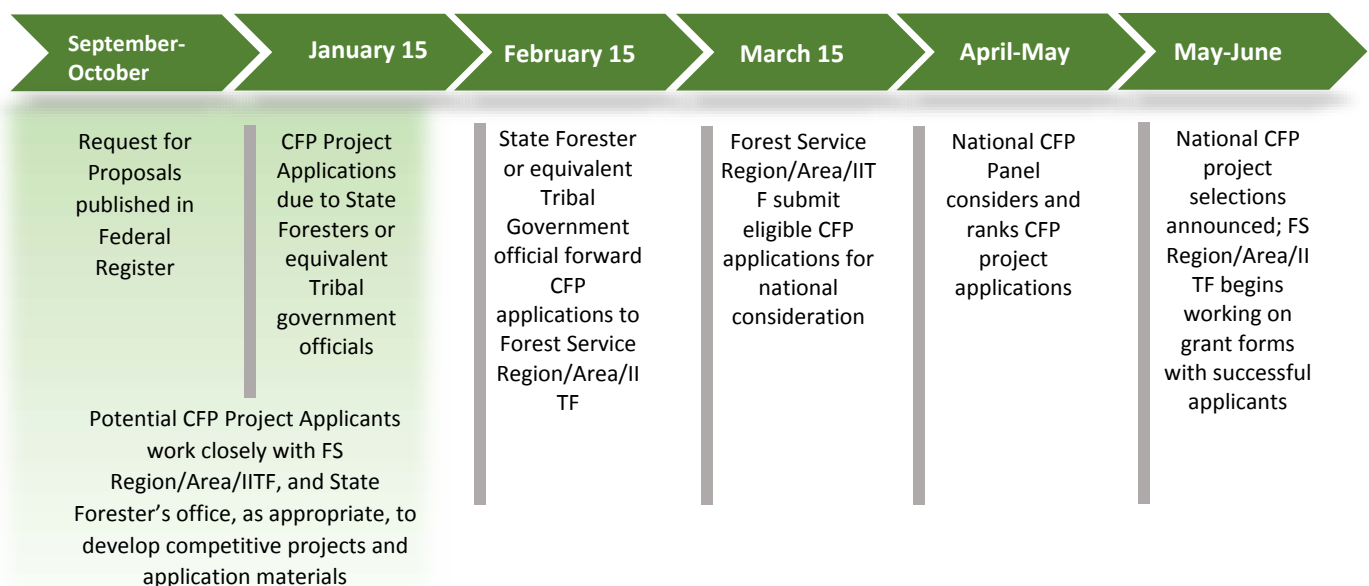 September-
October
January 15
February 15
March 15
April-May
May-June
Request for
Proposals
published in
Federal
Register
CFP Project
Applications
due to State
Foresters or
equivalent
Tribal
government
officials
Potential CFP Project Applicants
work closely with FS
Region/Area/IITF, and State
Forester’s office, as appropriate, to
develop competitive projects and
application materials
State Forester
or equivalent
Tribal
Government
official forward
CFP
applications to
Forest Service
Region/Area/II
TF
Forest Service
Region/Area/IIT
F submit
eligible CFP
applications for
national
consideration
National CFP
Panel
considers and
ranks CFP
project
applications
National CFP
project
selections
announced; FS
Region/Area/II
TF begins
working on
grant forms
with successful
applicants